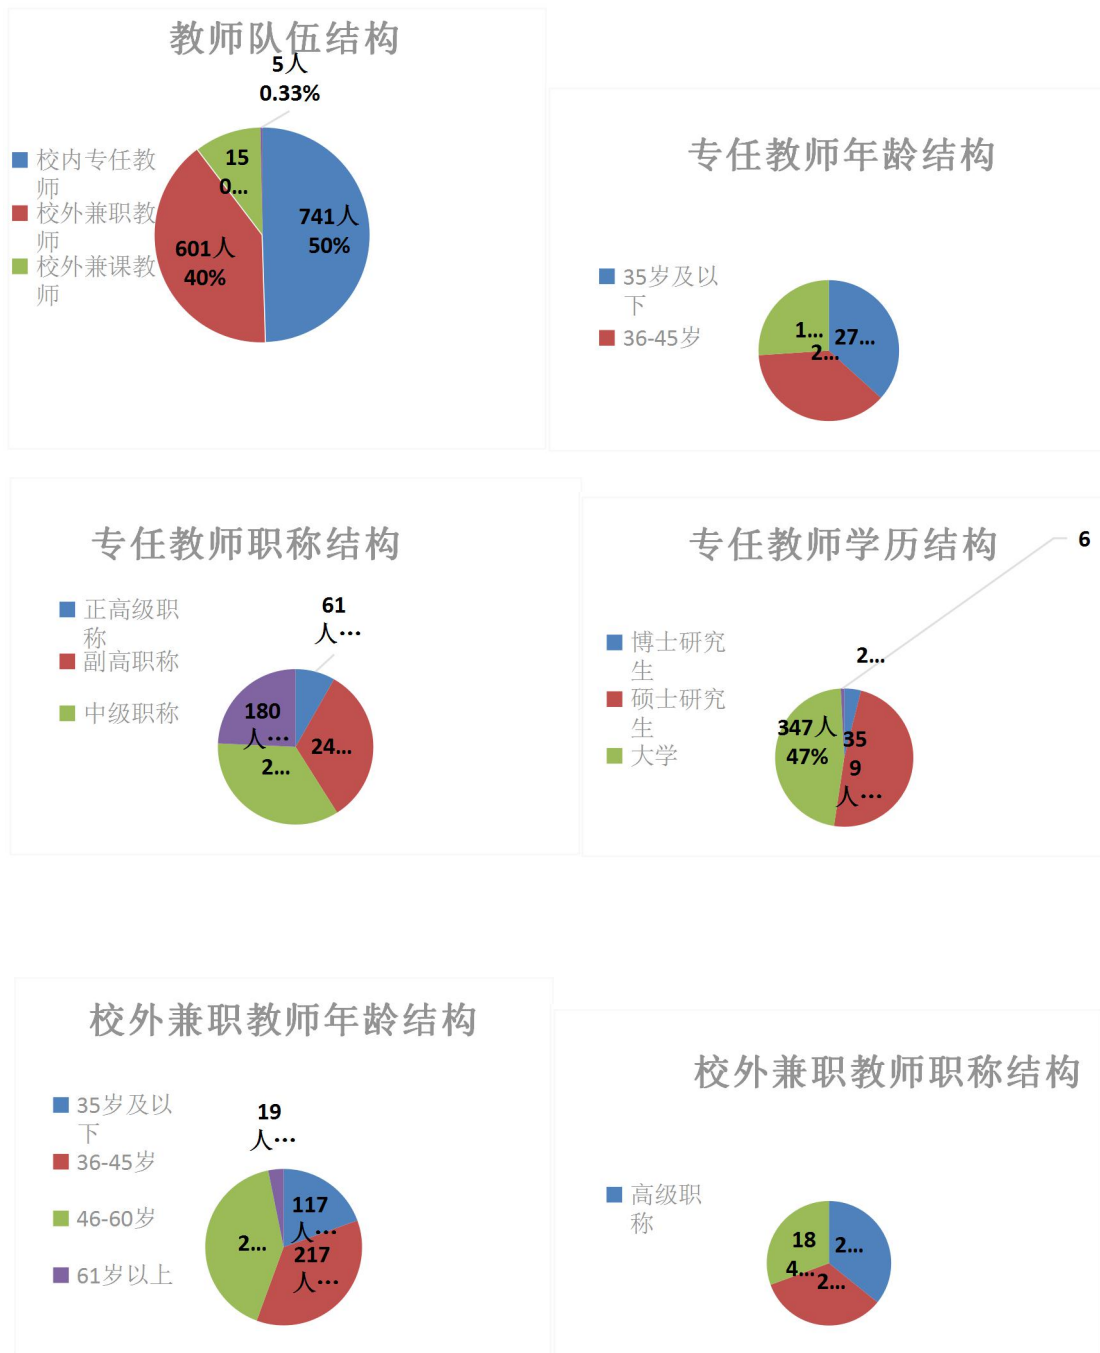 教师队伍结构
5人
0.33%
校内专任教
师
校外兼职教
师
校外兼课教
师
15
0...
741人
50%
601人
40%
专任教师年龄结构
35岁及以
下
36-45岁
1...
27...
2...
专任教师职称结构
正高级职
称
副高职称
中级职称
61
人...
180
人...
24...
2...
专任教师学历结构
6
博士研究
生
硕士研究
生
大学
2...
347人
47%
35
9
人...
校外兼职教师年龄结构
35岁及以
下
36-45岁
46-60岁
61岁以上
19
人...
117
人...
217
人...
2...
校外兼职教师职称结构
高级职
称
18
4...
2...
2...